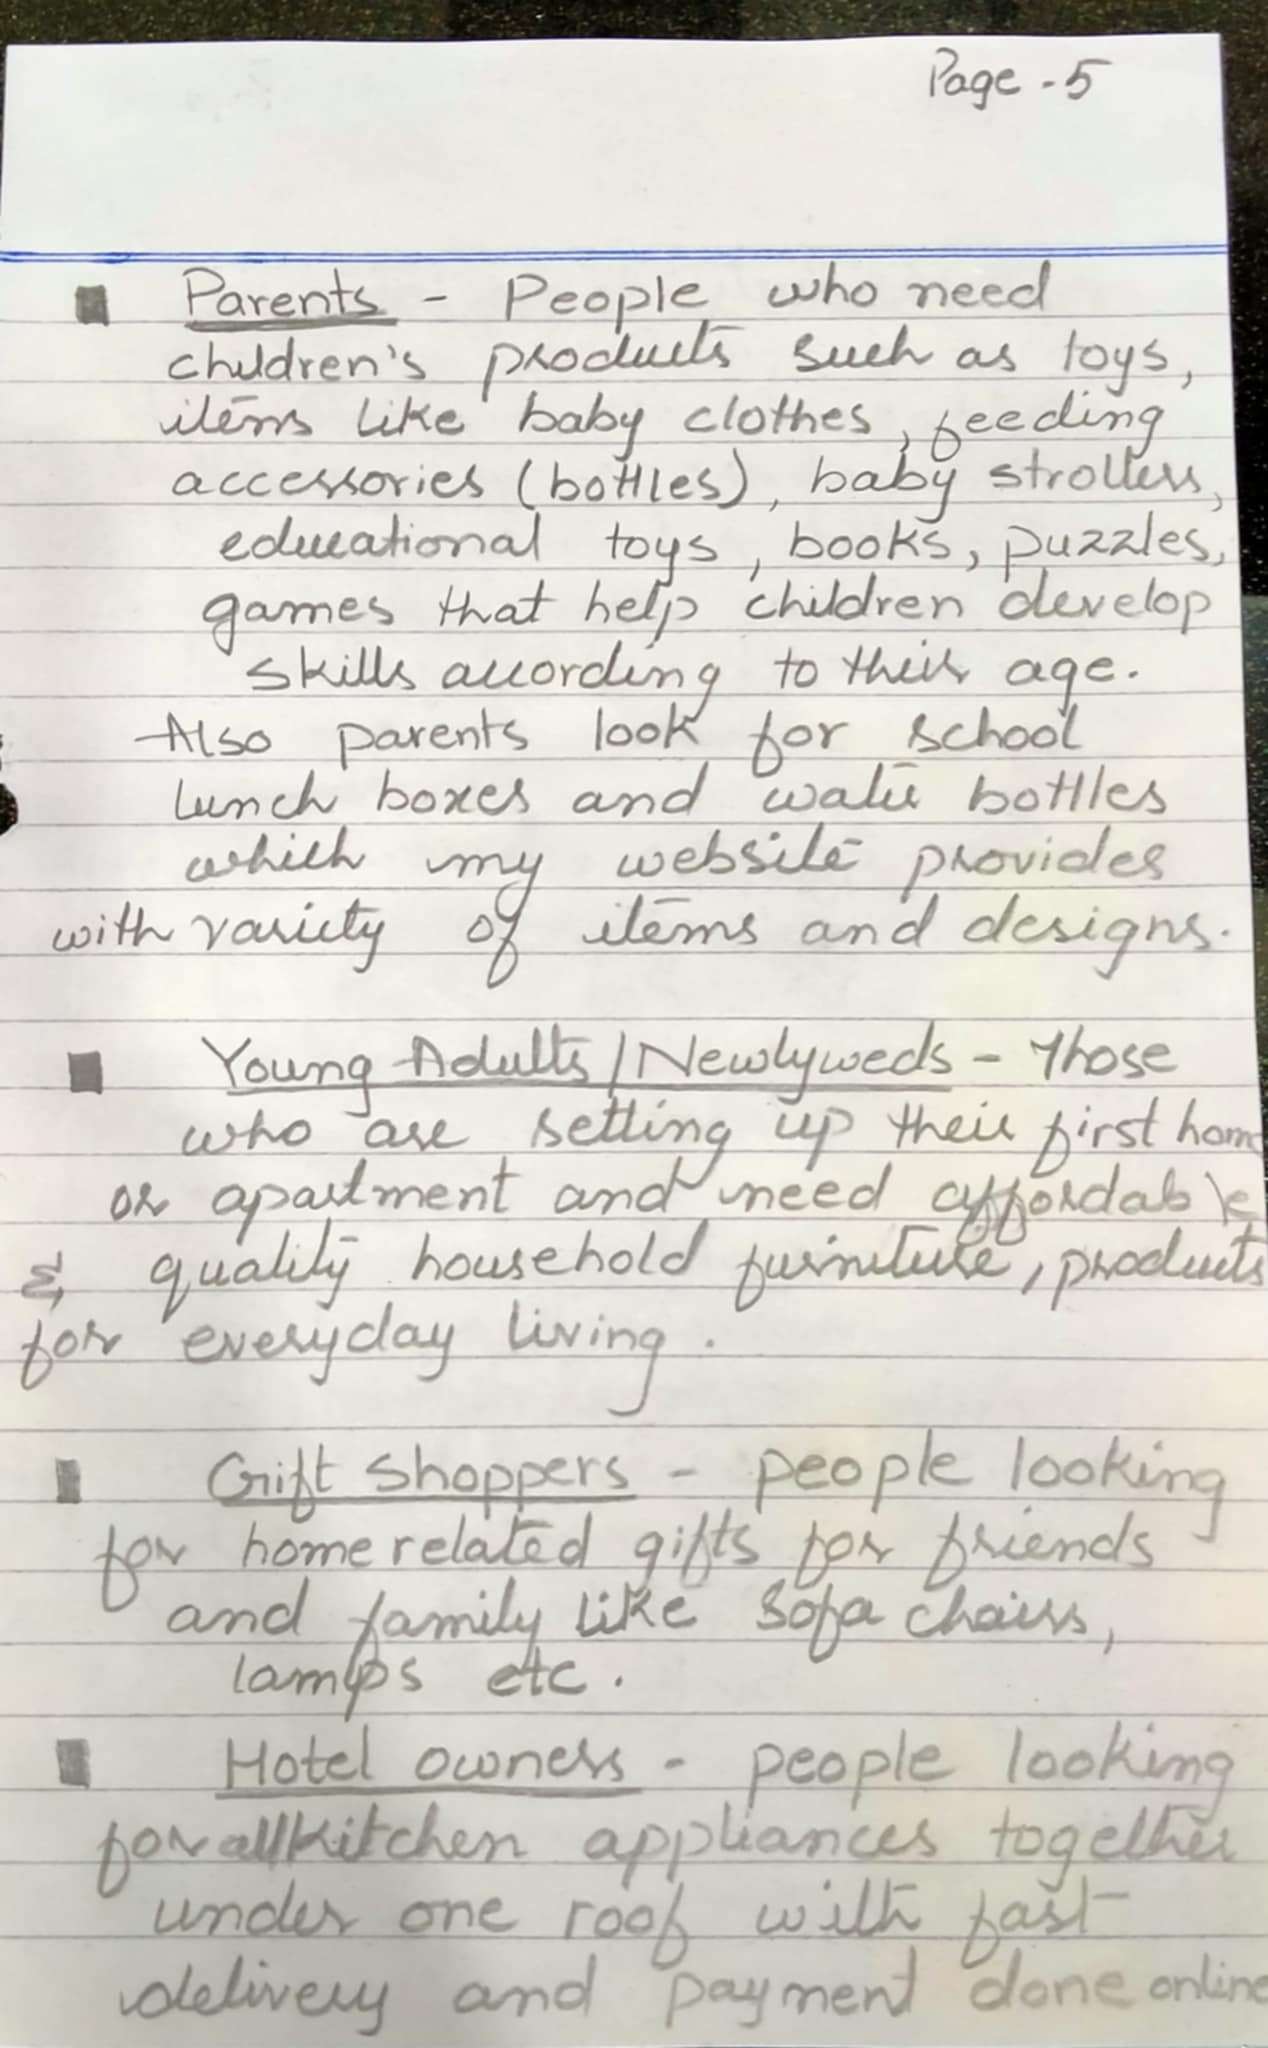 Page - 5
■ Parents - People who need
children's products such as toys,
items like baby clothes, feeding
accessories (bottles), baby strollers,
educational toys, books, puzzles,
games that help children develop
skills according to their age.
Also parents look for school
lunch boxes and water bottles
which my website provides
with variety of items and designs.
■ Young Adults/Newlyweds - Those
who are setting up their first home
or apartment and need affordable
& quality household furniture, products
for everyday living.
■ Gift Shoppers - people looking
for home related gifts for friends
and family like Sofa chairs,
lamps etc.
■ Hotel owners - people looking
for all kitchen appliances together
under one roof with fast
delivery and payment done online